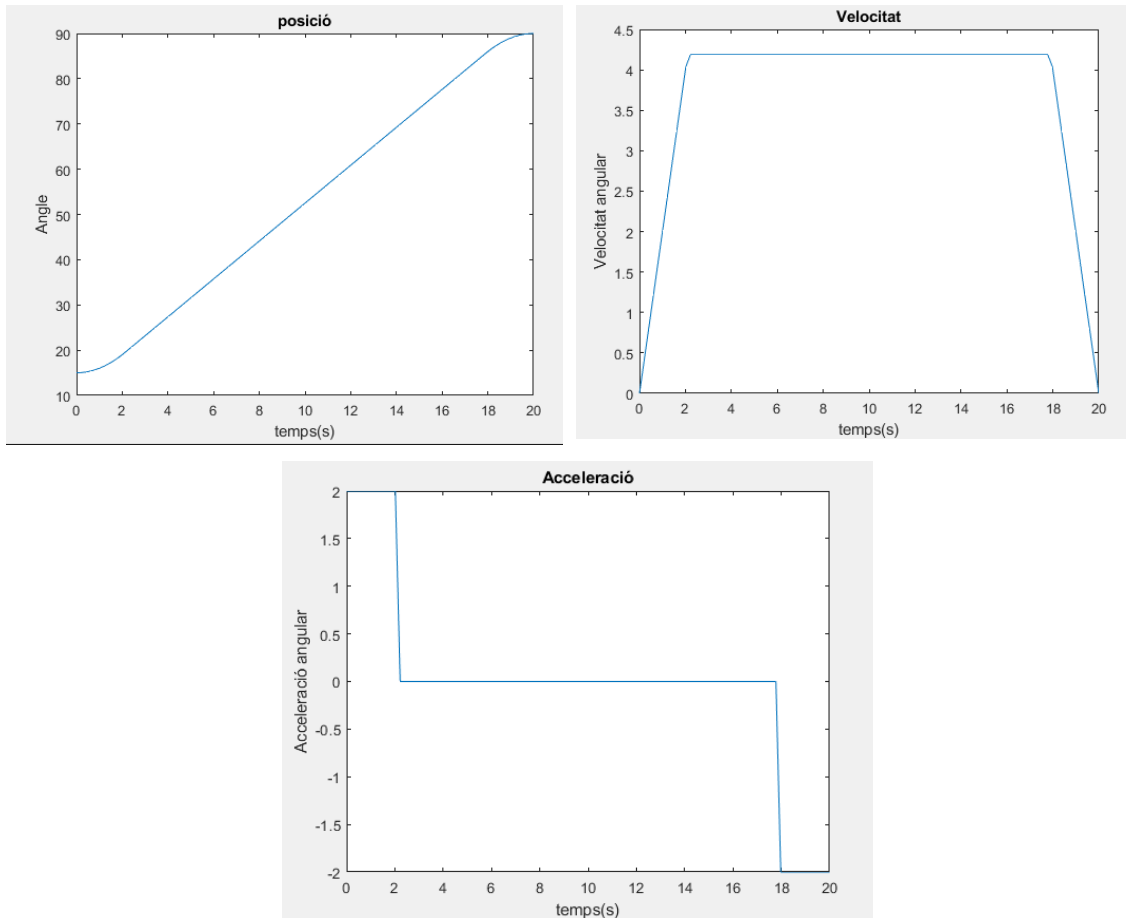 posició
90
80
70
60
50
40
30
20
10
Angle
0 2 4 6 8 10 12 14 16 18 20
temps(s)
Velocitat
4.5
4
3.5
3
2.5
2
1.5
1
0.5
0
Velocitat angular
0 2 4 6 8 10 12 14 16 18 20
temps(s)
Acceleració
2
1.5
1
0.5
0
-0.5
-1
-1.5
-2
Acceleració angular
0 2 4 6 8 10 12 14 16 18 20
temps(s)